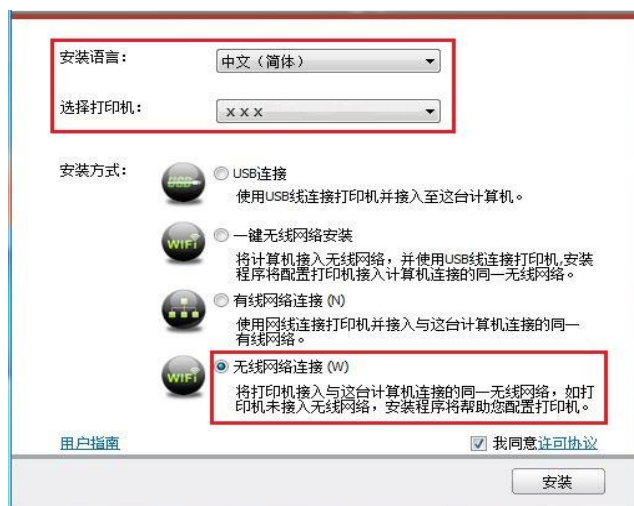 安装语言：
中文（简体）
选择打印机：
xxx
安装方式：
USB
USB连接
使用USB线连接打印机并接入至这台计算机。
WiFi
一键无线网络安装
将计算机接入无线网络，并使用USB线连接打印机,安装
程序将配置打印机接入计算机连接的同一无线网络。
有线网络连接 (N)
使用网线连接打印机并接入与这台计算机连接的同一
有线网络。
WiFi
无线网络连接 (W)
将打印机接入与这台计算机连接的同一无线网络，如打
印机未接入无线网络，安装程序将帮助您配置打印机。
用户指南
我同意许可协议
安装